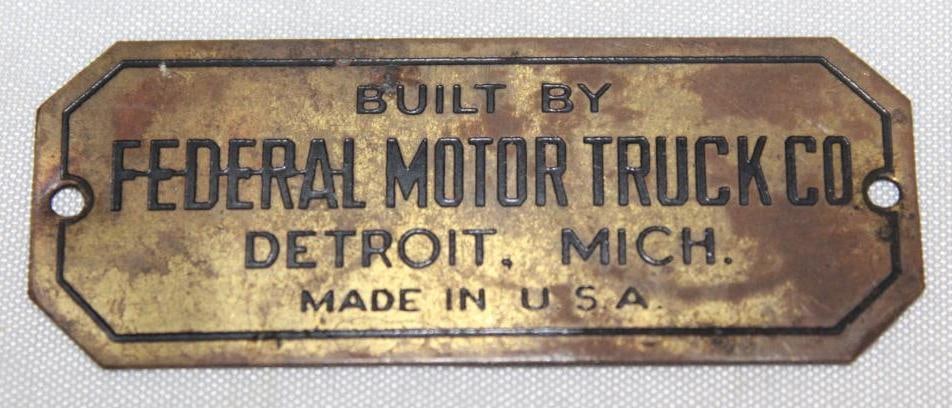 BUILT BY
FEDERAL MOTOR TRUCK CO.
DETROIT, MICH.
MADE IN U S A.